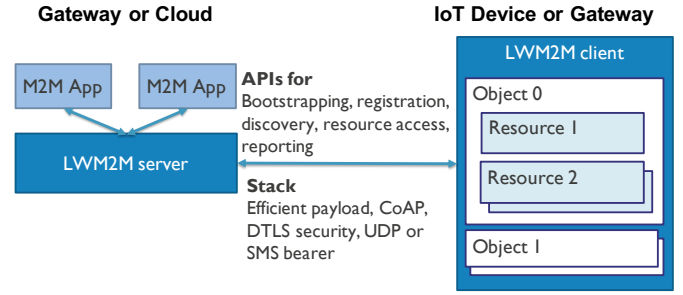 Gateway or Cloud
IoT Device or Gateway
M2M App
M2M App
LWM2M server
APIs for
Bootstrapping, registration,
discovery, resource access,
reporting
Stack
Efficient payload, CoAP,
DTLS security, UDP or
SMS bearer
LWM2M client
Object 0
Resource 1
Resource 2
Object 1